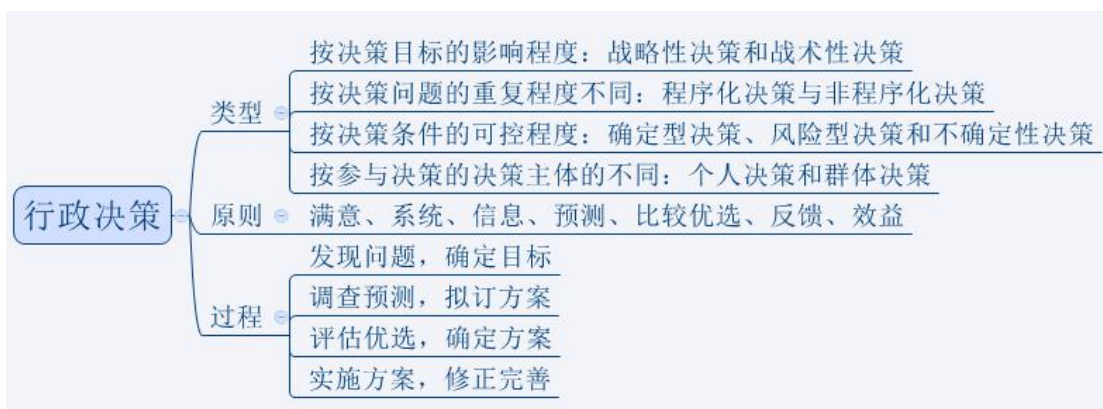 行政决策
类型
按决策目标的影响程度：战略性决策和战术性决策
按决策问题的重复程度不同：程序化决策与非程序化决策
按决策条件的可控程度：确定型决策、风险型决策和不确定性决策
按参与决策的决策主体的不同：个人决策和群体决策
原则
满意、系统、信息、预测、比较优选、反馈、效益
过程
发现问题，确定目标
调查预测，拟订方案
评估优选，确定方案
实施方案，修正完善